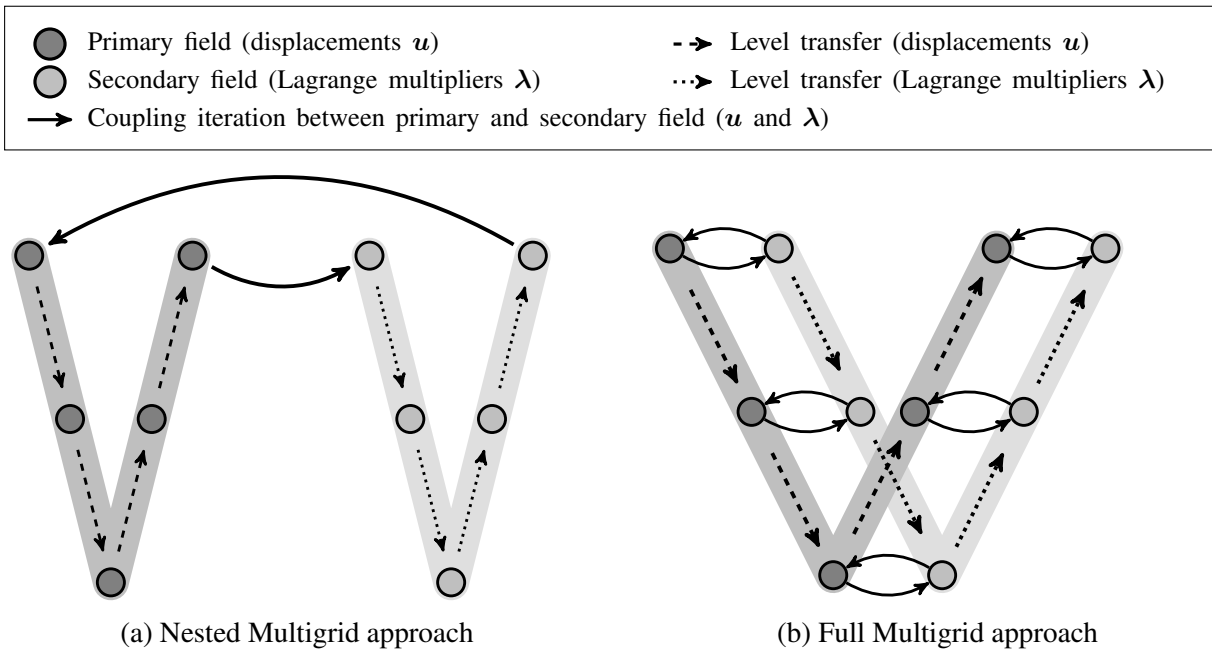 Primary field (displacements u)
Secondary field (Lagrange multipliers λ)
Coupling iteration between primary and secondary field (u and λ)
Level transfer (displacements u)
Level transfer (Lagrange multipliers λ)
(a) Nested Multigrid approach
(b) Full Multigrid approach